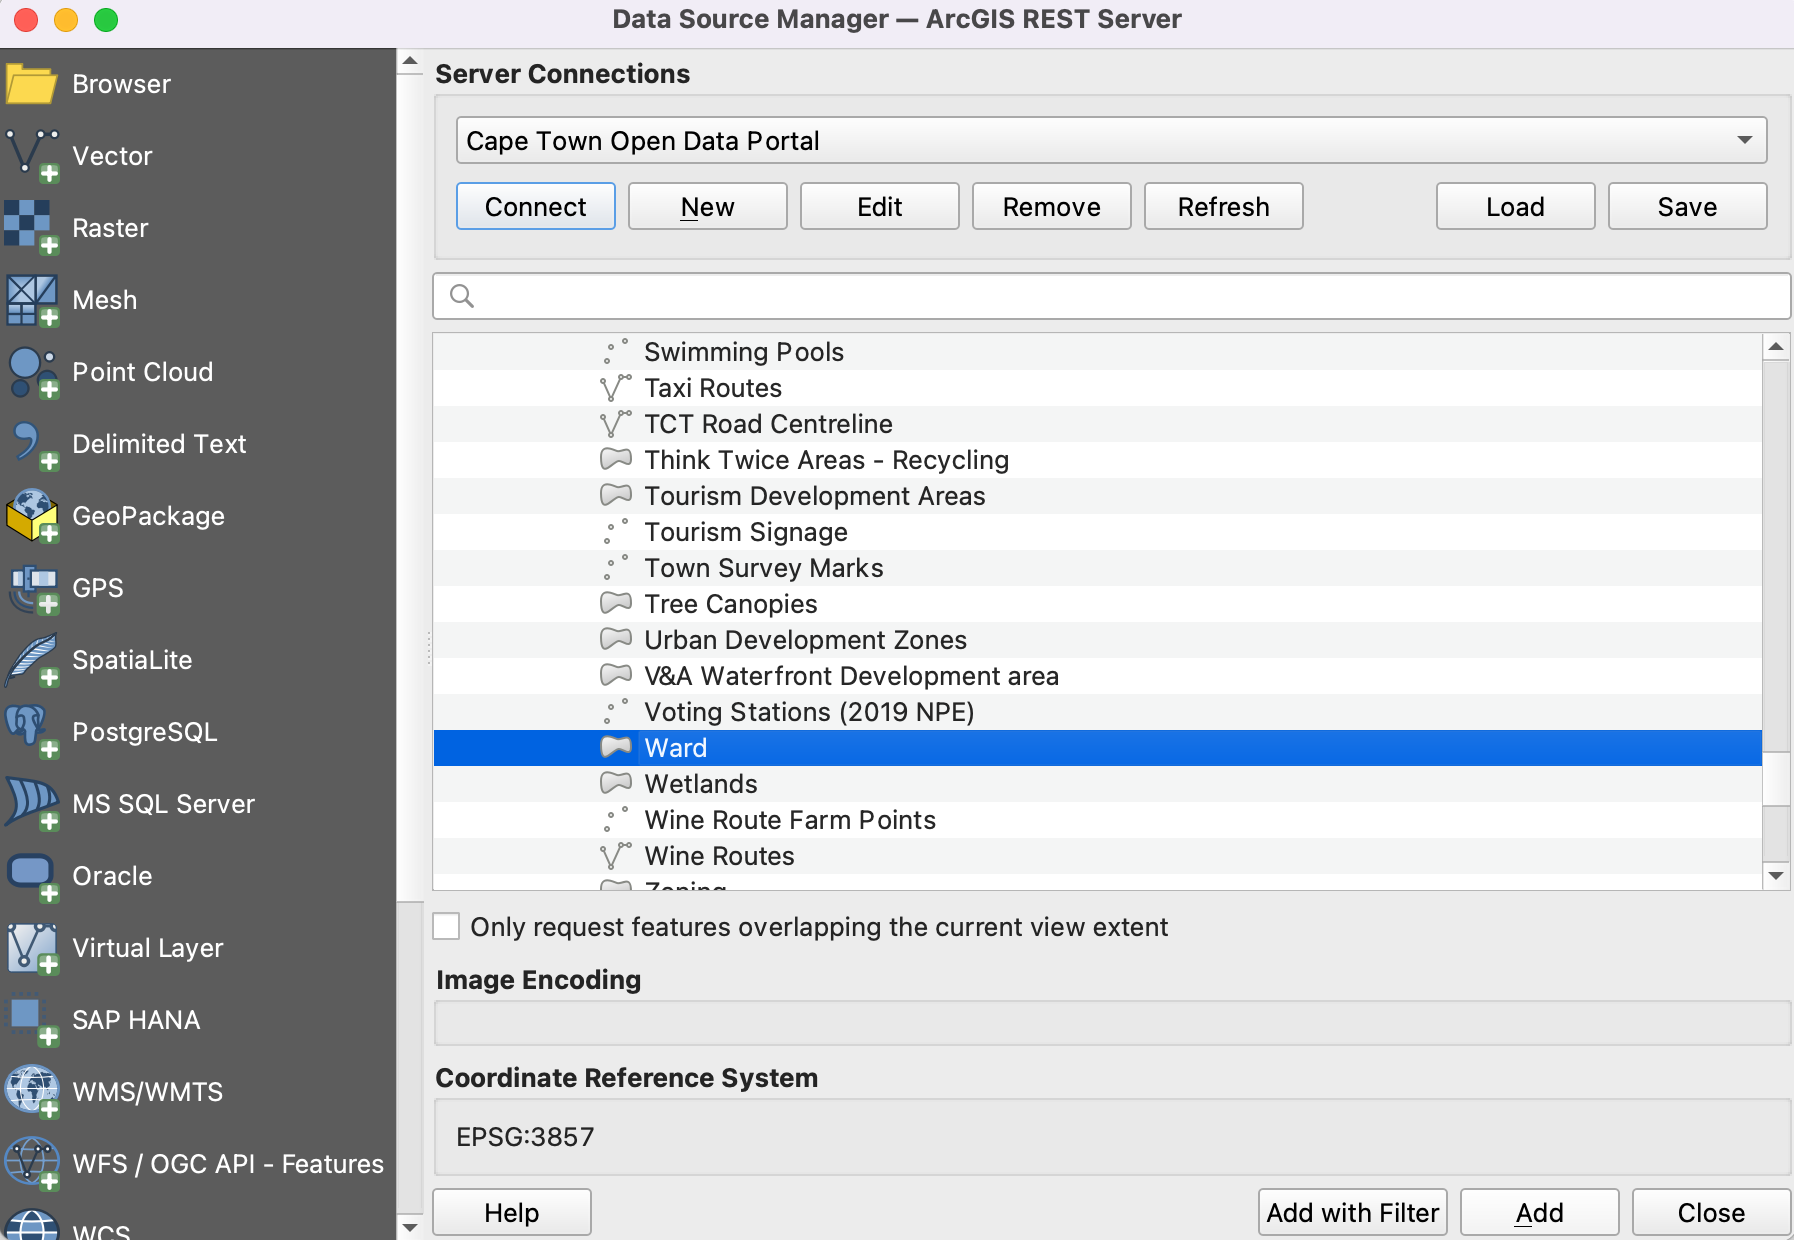 Data Source Manager — ArcGIS REST Server
Browser
Vector
Raster
Mesh
Point Cloud
Delimited Text
GeoPackage
GPS
SpatiaLite
PostgreSQL
MS SQL Server
Oracle
Virtual Layer
SAP HANA
WMS/WMTS
WFS / OGC API - Features
WCS
Server Connections
Cape Town Open Data Portal
Connect New Edit Remove Refresh Load Save
Swimming Pools
Taxi Routes
TCT Road Centreline
Think Twice Areas - Recycling
Tourism Development Areas
Tourism Signage
Town Survey Marks
Tree Canopies
Urban Development Zones
V&A Waterfront Development area
Voting Stations (2019 NPE)
Ward
Wetlands
Wine Route Farm Points
Wine Routes
Zoning
Only request features overlapping the current view extent
Image Encoding
Coordinate Reference System
EPSG:3857
Help Add with Filter Add Close